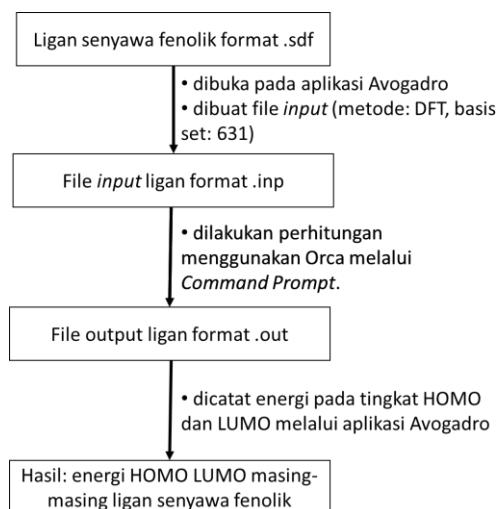 Ligan senyawa fenolik format .sdf
• dibuka pada aplikasi Avogadro
• dibuat file input (metode: DFT, basis
set: 631)
File input ligan format .inp
• dilakukan perhitungan
menggunakan Orca melalui
Command Prompt.
File output ligan format .out
• dicatat energi pada tingkat HOMO
dan LUMO melalui aplikasi Avogadro
Hasil: energi HOMO LUMO masing-
masing ligan senyawa fenolik